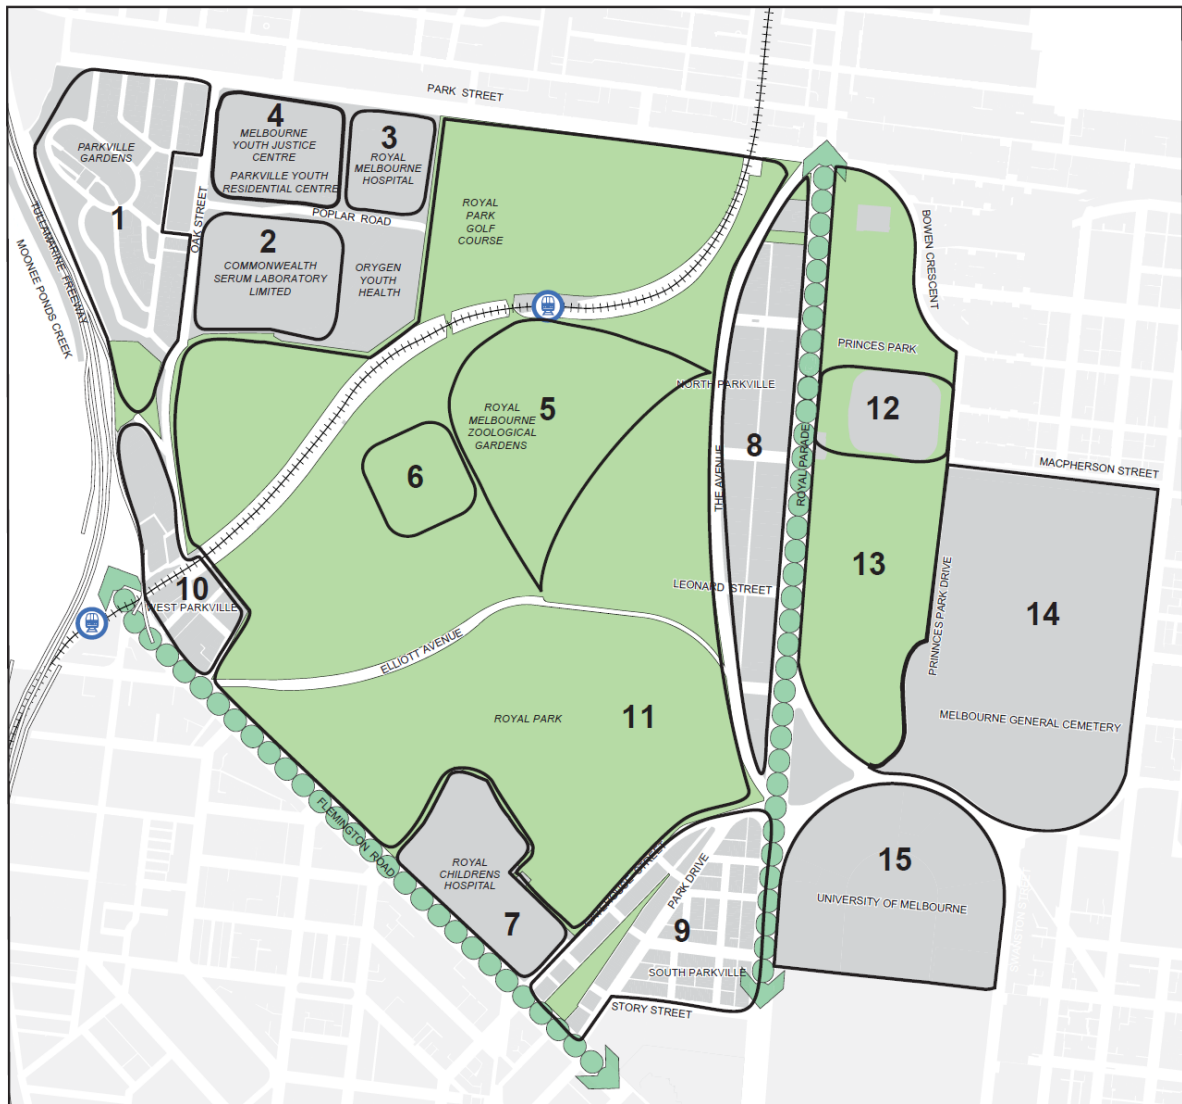 PARK STREET
4
MELBOURNE
YOUTH JUSTICE
CENTRE
PARKVILLE YOUTH
RESIDENTIAL CENTRE
3
ROYAL
MELBOURNE
HOSPITAL
PARKVILLE
GARDENS
1
OAK STREET
POPLAR ROAD
ROYAL
PARK
GOLF
COURSE
TULLAMARINE FREEWAY
MOONEE PONDS CREEK
2
COMMONWEALTH
SERUM LABORATORY
LIMITED
ORYGEN
YOUTH
HEALTH
BOWEN CRESCENT
PRINCES PARK
NORTH PARKVILLE
5
ROYAL
MELBOURNE
ZOOLOGICAL
GARDENS
12
6
8
THE AVENUE
ROYAL PARADE
MACPHERSON STREET
13
10
WEST PARKVILLE
LEONARD STREET
PRINNCES PARK DRIVE
14
ELLIOTT AVENUE
ROYAL PARK
11
MELBOURNE GENERAL CEMETERY
FLEMINGTON ROAD
ROYAL
CHILDRENS
HOSPITAL
7
STREET
PARK DRIVE
9
SOUTH PARKVILLE
STORY STREET
15
UNIVERSITY OF MELBOURNE
SWANSTON STREET